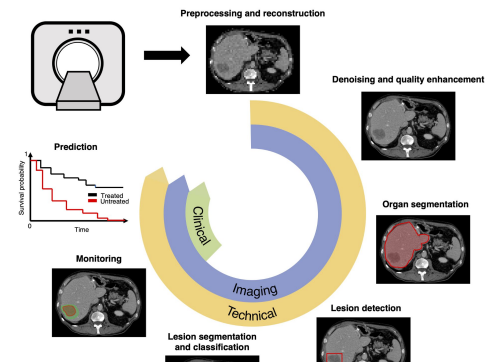 Preprocessing and reconstruction
Denoising and quality enhancement
Prediction
1
Survival probability
Treated
Untreated
0
Time
Organ segmentation
Clinical
Monitoring
Imaging
Technical
Lesion detection
Lesion segmentation
and classification